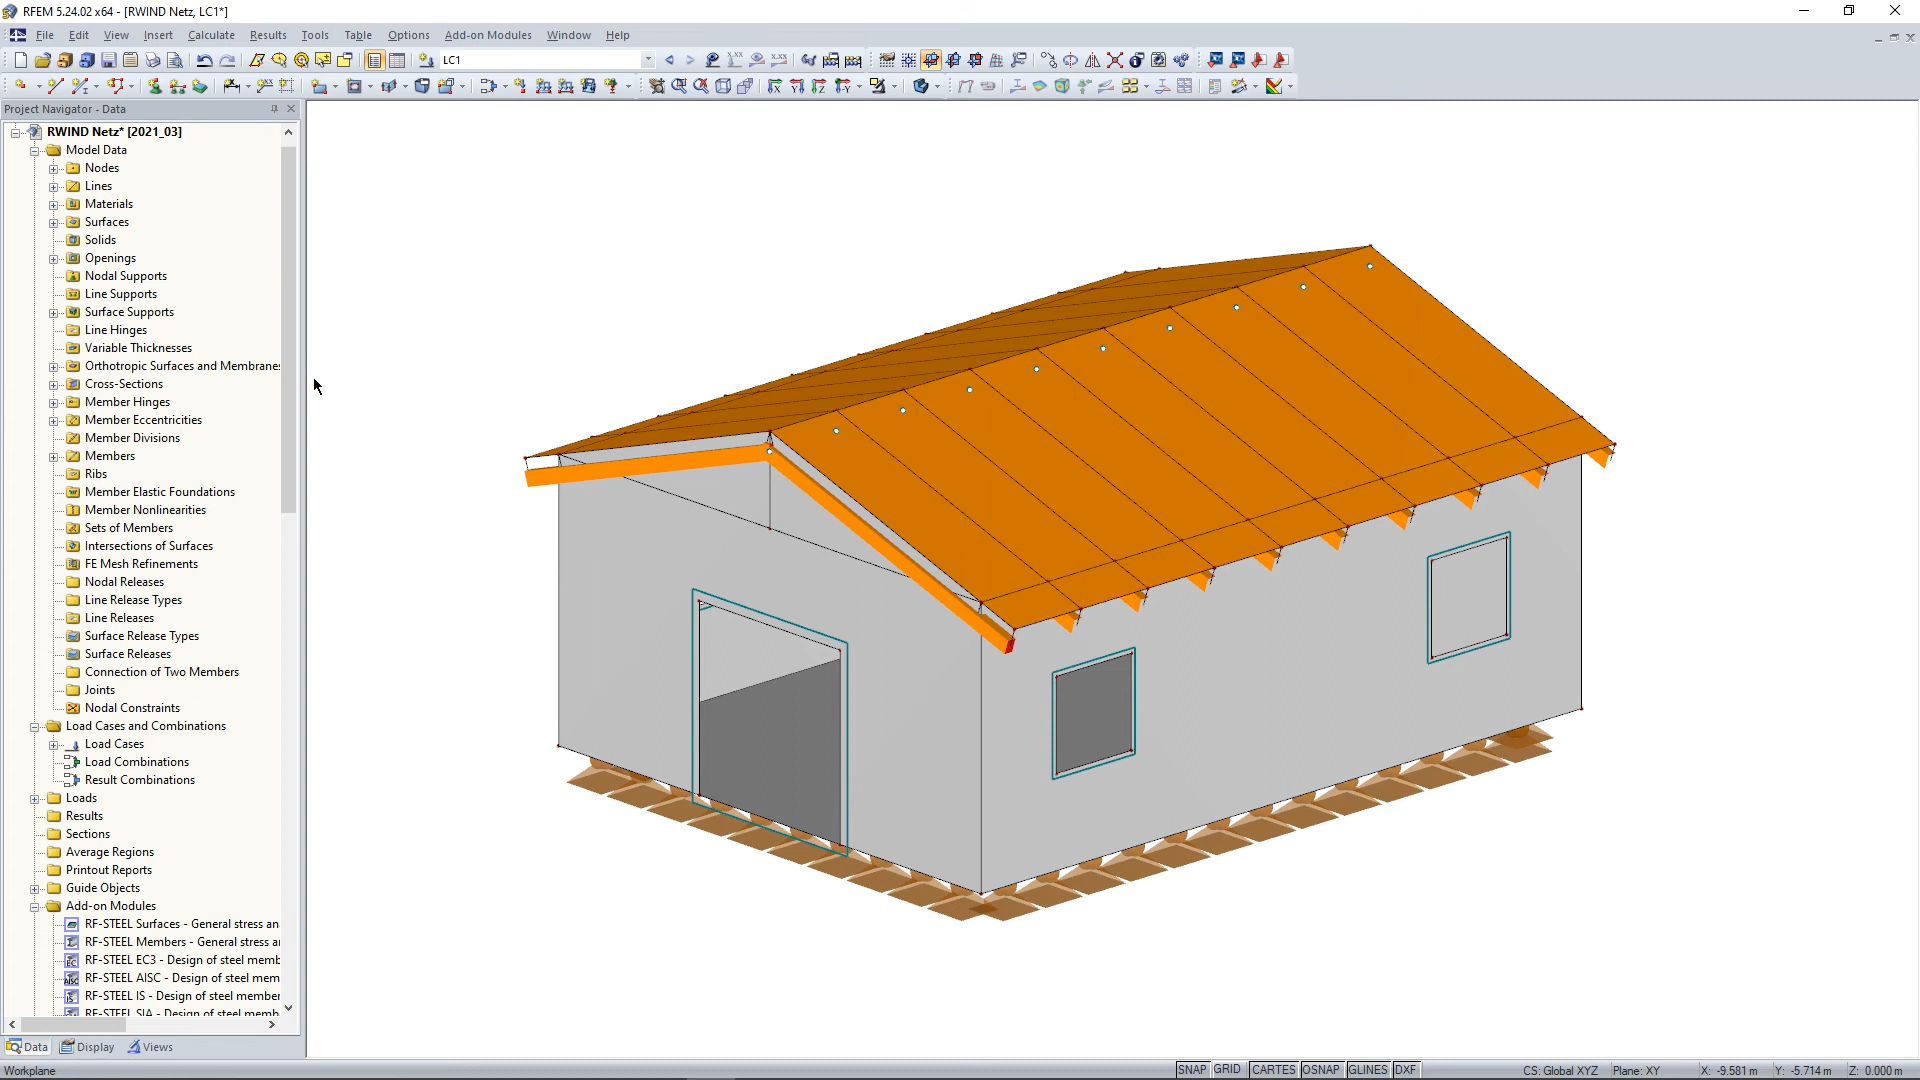 RFEM 5.24.02 x64 - [RWIND Netz, LC1*]
File Edit View Insert Calculate Results Tools Table Options Add-on Modules Window Help
LC1
Project Navigator - Data
RWIND Netz* [2021_03]
Model Data
Nodes
Lines
Materials
Surfaces
Solids
Openings
Nodal Supports
Line Supports
Surface Supports
Line Hinges
Variable Thicknesses
Orthotropic Surfaces and Membranes
Cross-Sections
Member Hinges
Member Eccentricities
Member Divisions
Members
Ribs
Member Elastic Foundations
Member Nonlinearities
Sets of Members
Intersections of Surfaces
FE Mesh Refinements
Nodal Releases
Line Release Types
Line Releases
Surface Release Types
Surface Releases
Connection of Two Members
Joints
Nodal Constraints
Load Cases and Combinations
Load Cases
Load Combinations
Result Combinations
Loads
Results
Sections
Average Regions
Printout Reports
Guide Objects
Add-on Modules
RF-STEEL Surfaces - General stress an
RF-STEEL Members - General stress a
RF-STEEL EC3 - Design of steel memb
RF-STEEL AISC - Design of steel mem
RF-STEEL IS - Design of steel member
RF-STEEL SIA - Design of steel memb
Data Display Views
Workplane
SNAP GRID CARTES OSNAP GLINES DXF CS: Global XYZ Plane: XY X: -9.581 m Y: -5.714 m Z: 0.000 m